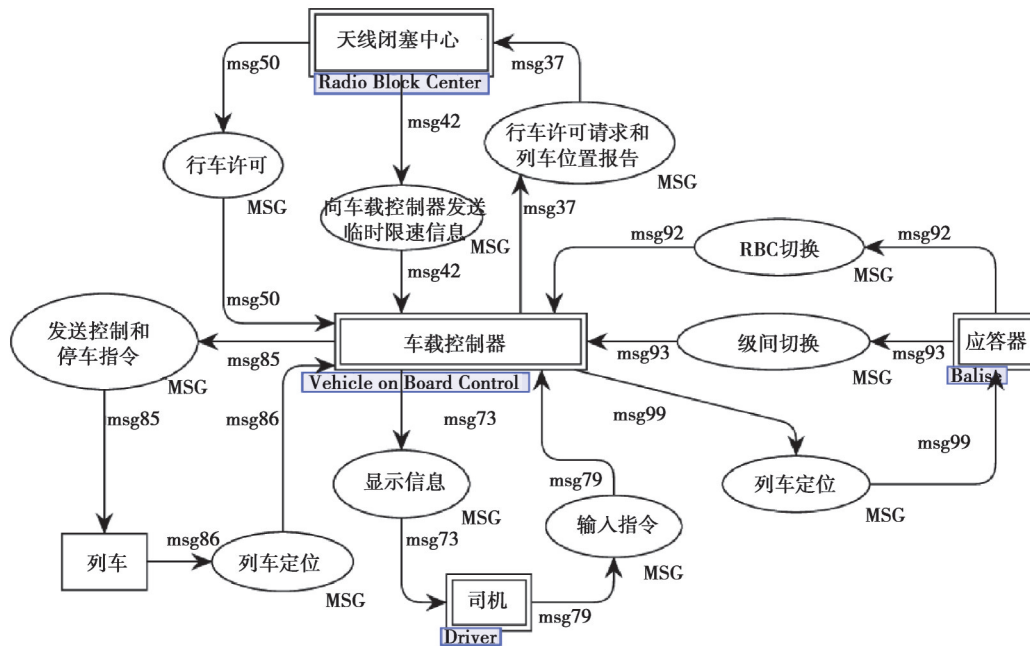 天线闭塞中心
Radio Block Center
msg50
msg37
msg42
行车许可
MSG
行车许可请求和
列车位置报告
MSG
向车载控制器发送
临时限速信息
MSG
msg37
msg42
msg50
msg92
RBC切换
MSG
msg92
发送控制和
停车指令
MSG
msg85
车载控制器
Vehicle on Board Control
msg93
级间切换
MSG
msg93
应答器
Balise
msg85
msg86
msg73
msg99
msg99
显示信息
MSG
msg79
列车定位
MSG
输入指令
MSG
msg73
列车
msg86
列车定位
MSG
司机
Driver
msg79